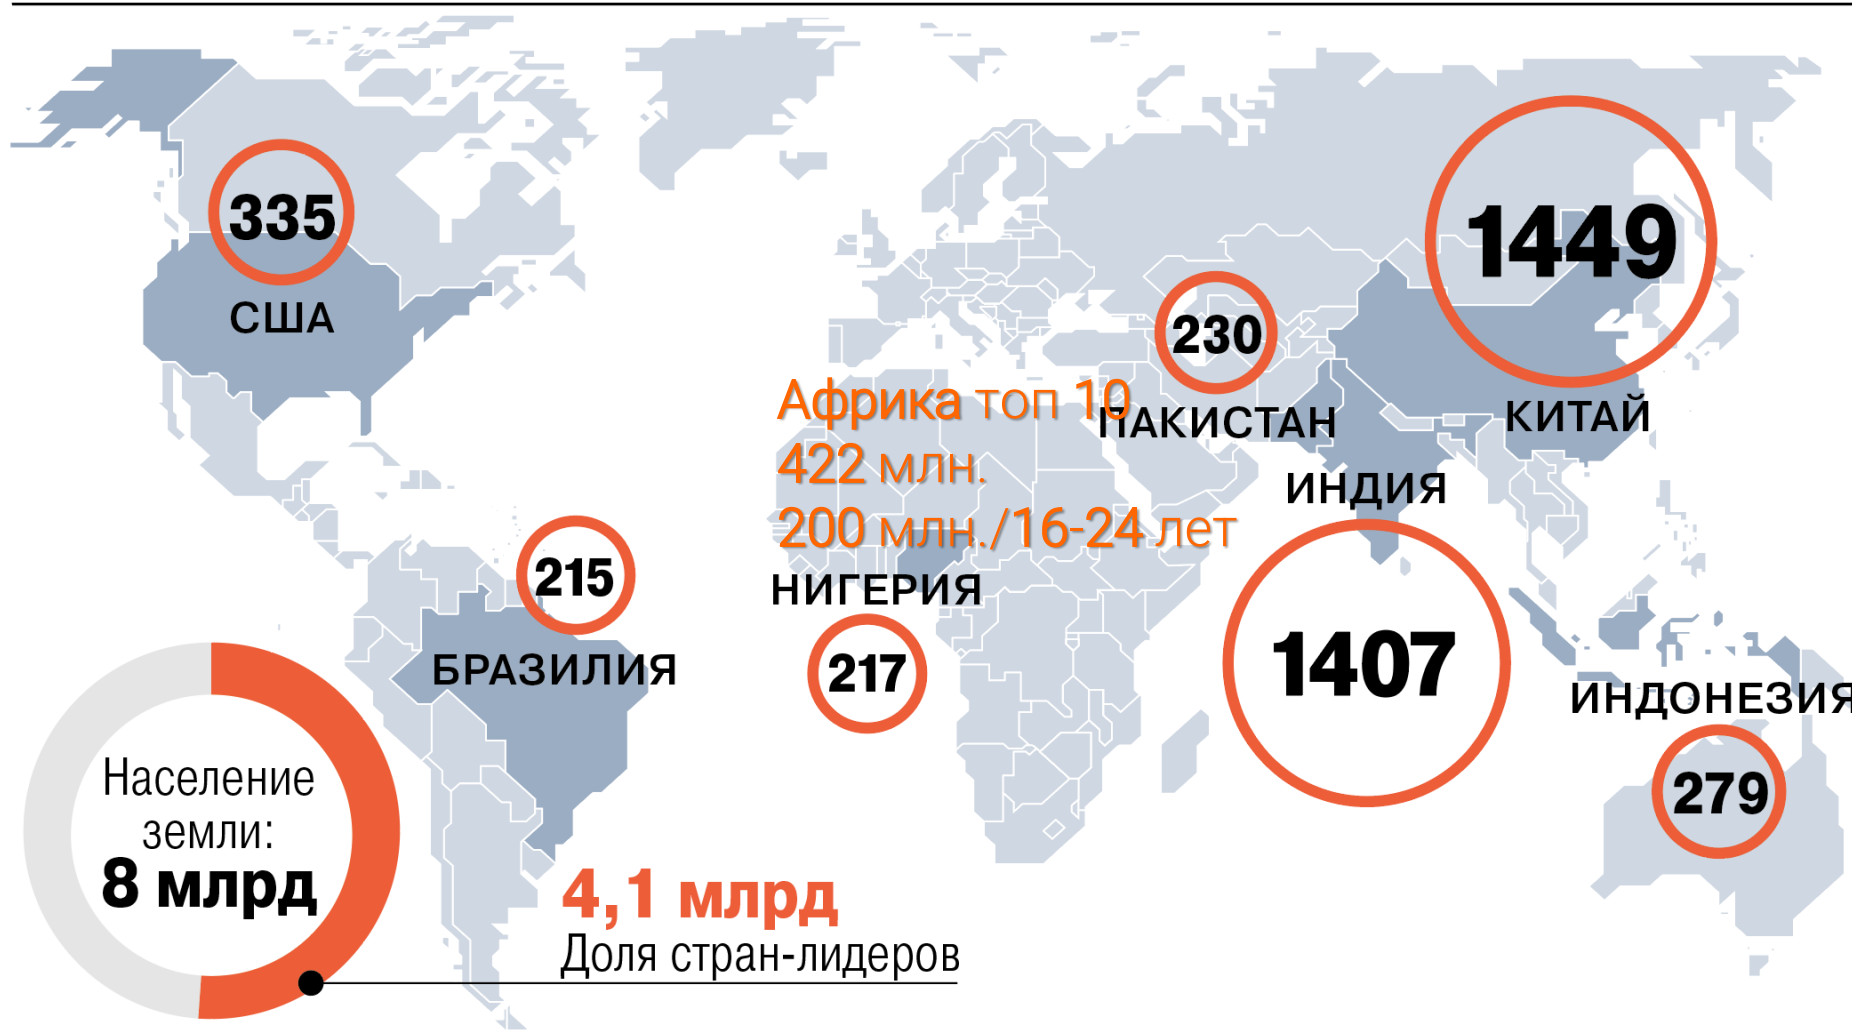 335
США
1449
КИТАЙ
230
ПАКИСТАН
Африка топ 10
422 млн.
200 млн./16-24 лет
ИНДИЯ
1407
НИГЕРИЯ
217
215
БРАЗИЛИЯ
ИНДОНЕЗИЯ
279
Население
земли:
8 млрд
4,1 млрд
Доля стран-лидеров